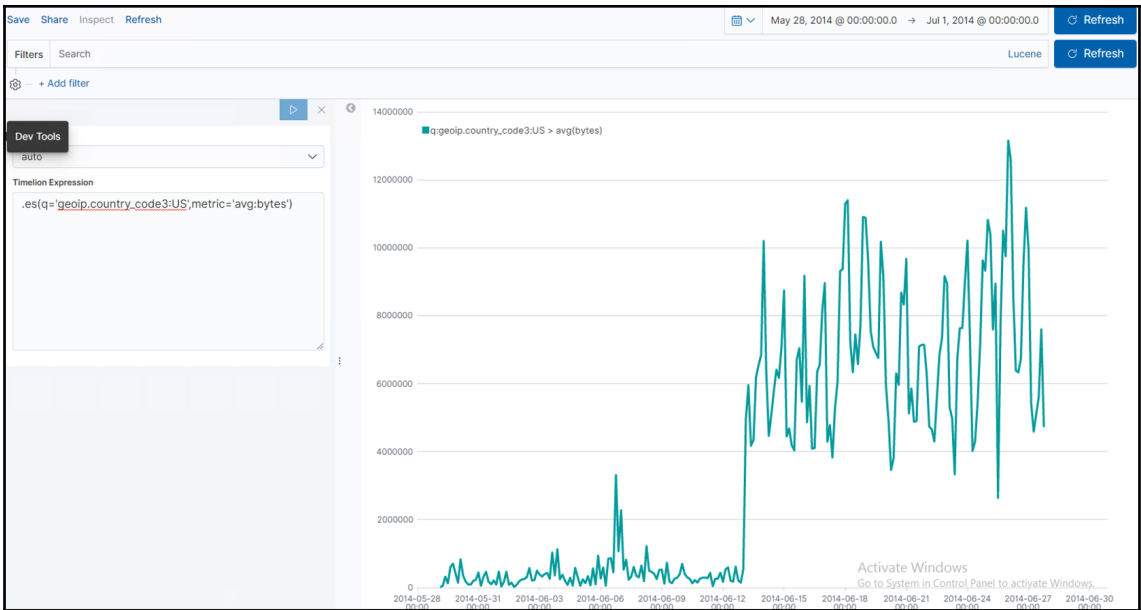 Save Share Inspect Refresh
May 28, 2014 @ 00:00:00.0 → Jul 1, 2014 @ 00:00:00.0
Refresh
Filters Search
Lucene
Refresh
+ Add filter
Dev Tools
auto
Timelion Expression
.es(q='geoip.country_code3:US',metric='avg:bytes')
q:geoip.country_code3:US > avg(bytes)
14000000
12000000
10000000
8000000
6000000
4000000
2000000
0
2014-05-28 2014-05-31 2014-06-03 2014-06-06 2014-06-09 2014-06-12 2014-06-15 2014-06-18 2014-06-21 2014-06-24 2014-06-27 2014-06-30
00:00 00:00 00:00 00:00 00:00 00:00 00:00 00:00 00:00 00:00 00:00 00:00
Activate Windows
Go to System in Control Panel to activate Windows.